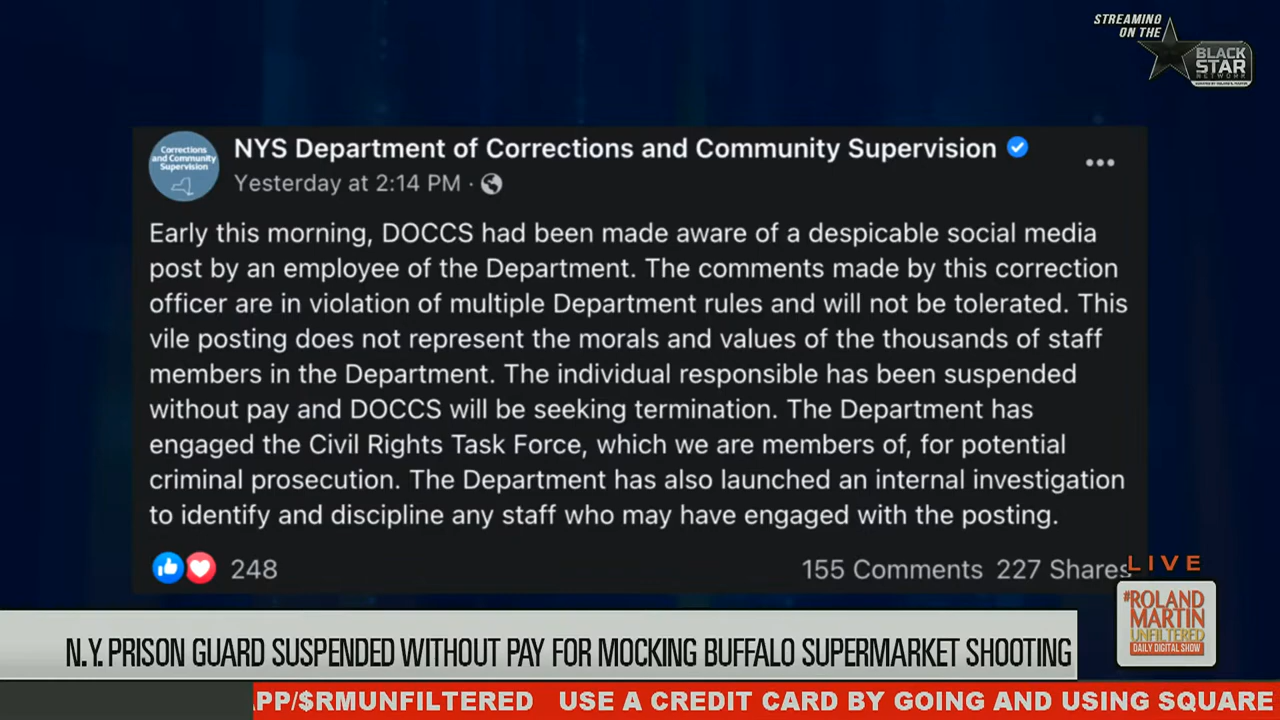 STREAMING
ON THE
BLACK
STAR
NETWORK
Corrections
and Community
Supervision
NYS Department of Corrections and Community Supervision
Yesterday at 2:14 PM ·
Early this morning, DOCCS had been made aware of a despicable social media
post by an employee of the Department. The comments made by this correction
officer are in violation of multiple Department rules and will not be tolerated. This
vile posting does not represent the morals and values of the thousands of staff
members in the Department. The individual responsible has been suspended
without pay and DOCCS will be seeking termination. The Department has
engaged the Civil Rights Task Force, which we are members of, for potential
criminal prosecution. The Department has also launched an internal investigation
to identify and discipline any staff who may have engaged with the posting.
248
155 Comments 227 Shares
LIVE
#ROLAND
MARTIN
UNFILTERED
DAILY DIGITAL SHOW
N.Y. PRISON GUARD SUSPENDED WITHOUT PAY FOR MOCKING BUFFALO SUPERMARKET SHOOTING
PP/$RMUNFILTERED USE A CREDIT CARD BY GOING AND USING SQUARE